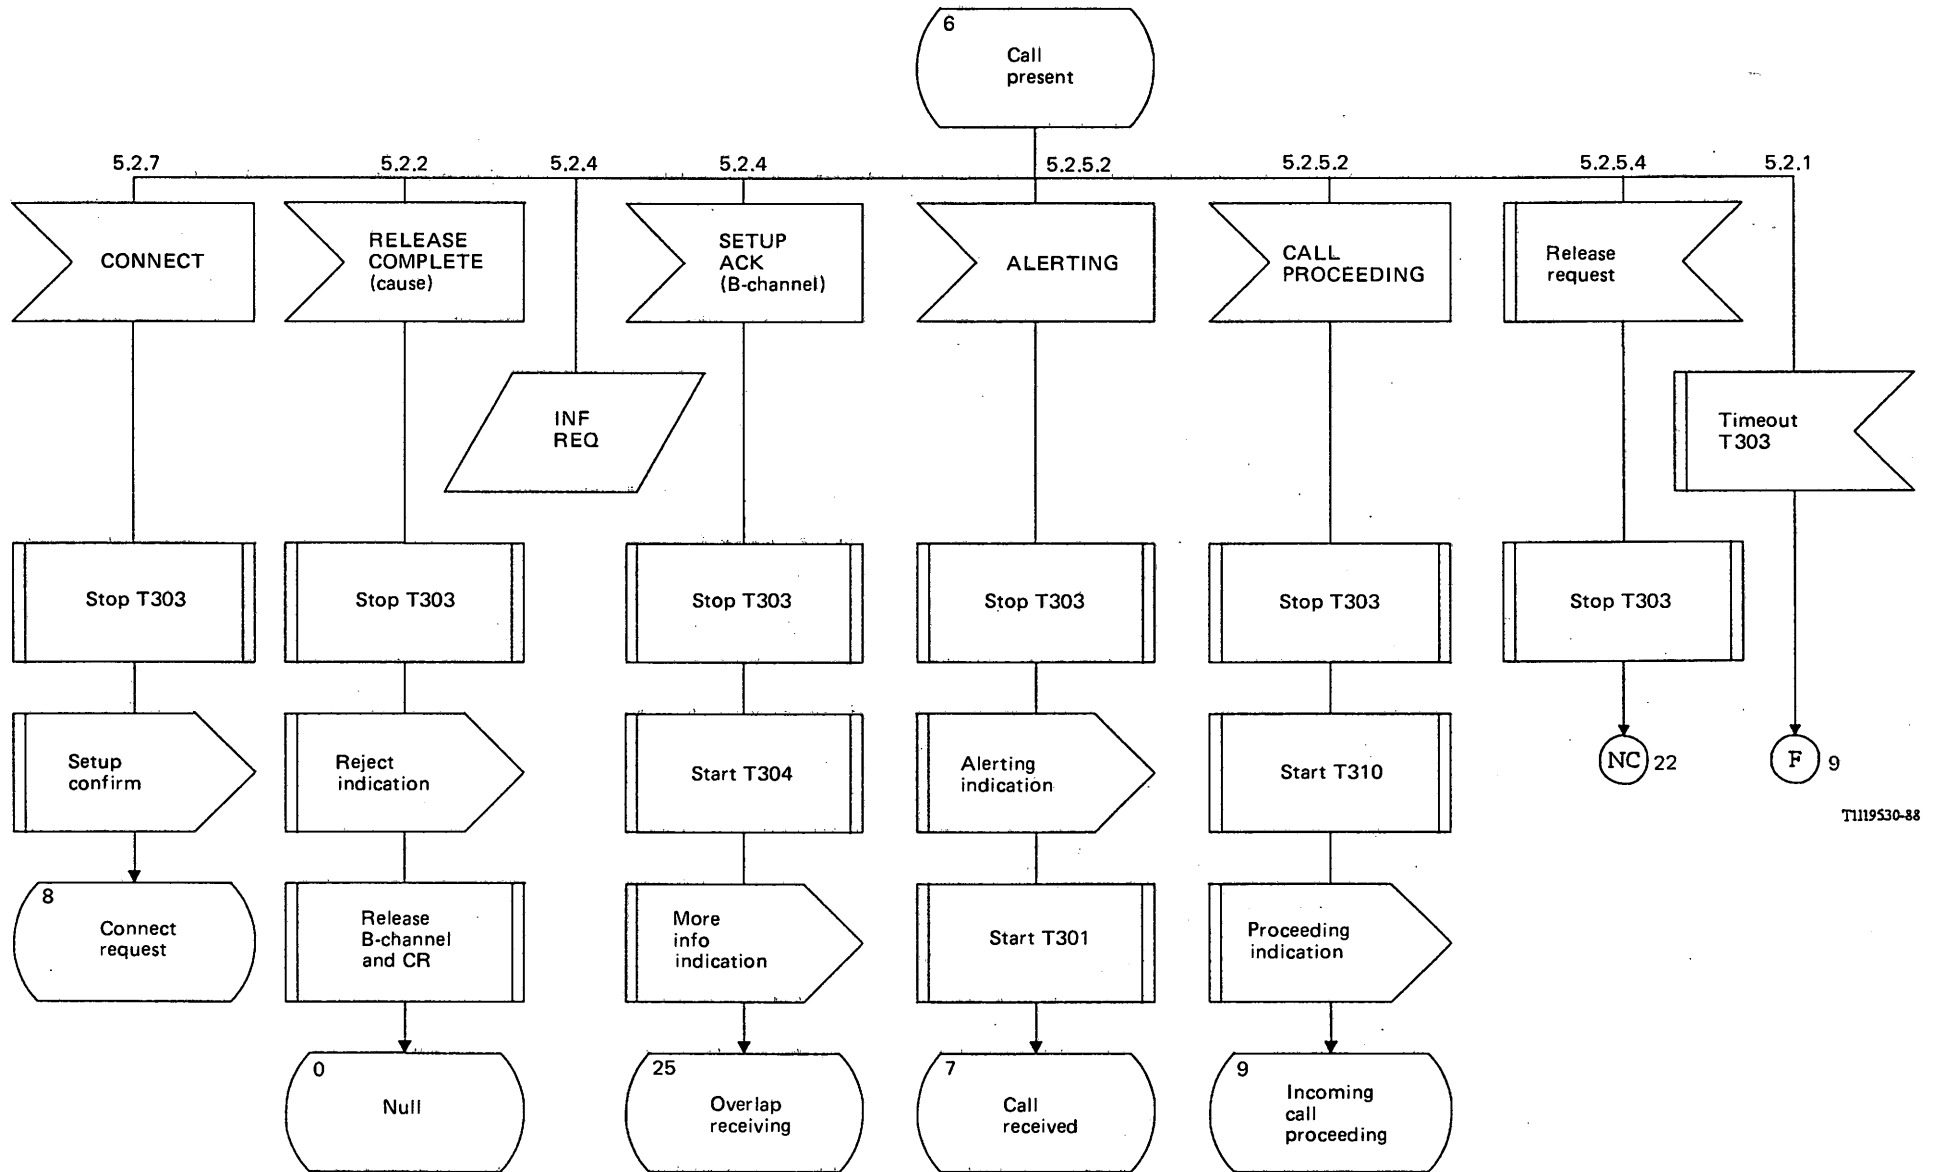 6
Call
present
5.2.7
5.2.2
5.2.4
5.2.4
5.2.5.2
5.2.5.2
5.2.5.4
5.2.1
CONNECT
RELEASE
COMPLETE
(cause)
SETUP
ACK
(B-channel)
ALERTING
CALL
PROCEEDING
Release
request
INF
REQ
Timeout
T303
Stop T303
Stop T303
Stop T303
Stop T303
Stop T303
Stop T303
Setup
confirm
Reject
indication
Start T304
Alerting
indication
Start T310
NC 22
F 9
T1119530-88
8
Connect
request
Release
B-channel
and CR
More
info
indication
Start T301
Proceeding
indication
0
Null
25
Overlap
receiving
7
Call
received
9
Incoming
call
proceeding